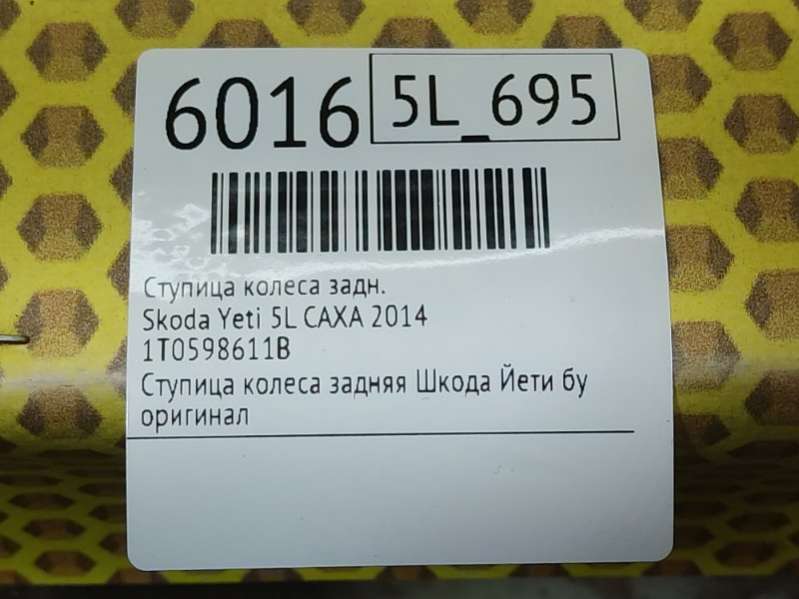 6016 5L_695
Ступица колеса задн.
Skoda Yeti 5L CAXA 2014
1T0598611B
Ступица колеса задняя Шкода Йети бу
оригинал